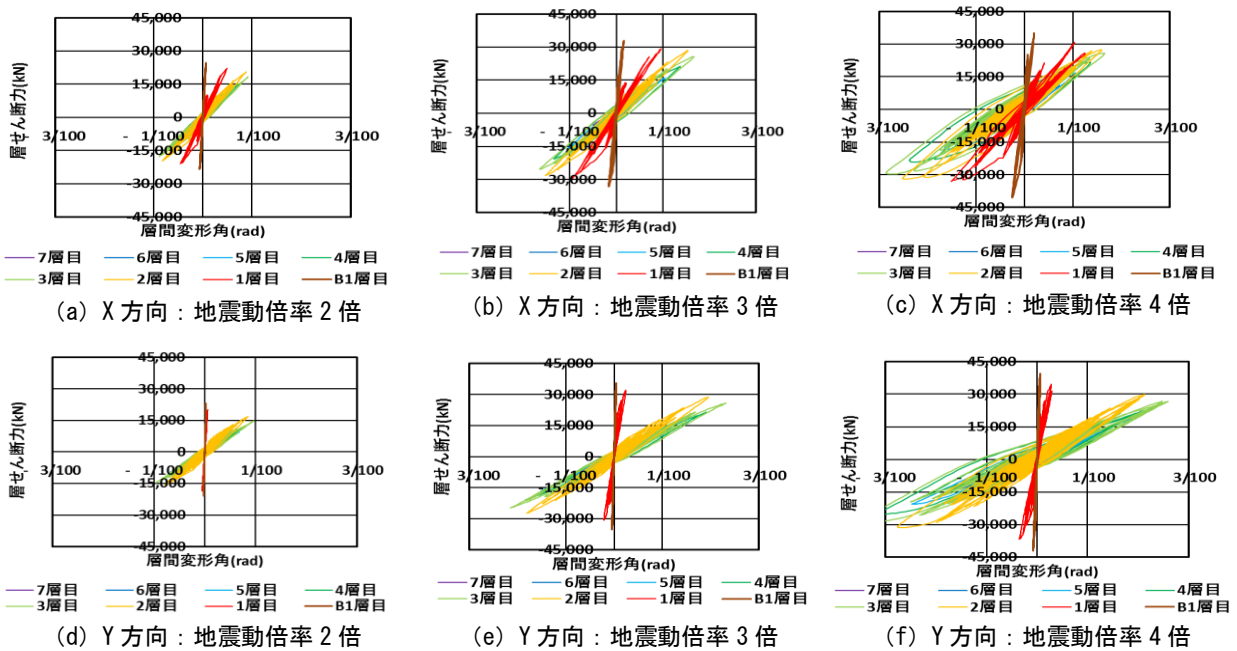 45,000
30,000
15,000
0
3/100
-
1/100
1/100
3/100
-15,000
-30,000
-45,000
層せん断力(kN)
層間変形角(rad)
7層目 6層目 5層目 4層目
3層目 2層目 1層目 B1層目
(a) X方向：地震動倍率2倍
45,000
30,000
15,000
0
- 3/100
- 1/100
1/100
3/100
-15,000
-30,000
-45,000
層せん断力(kN)
層間変形角(rad)
7層目 6層目 5層目 4層目
3層目 2層目 1層目 B1層目
(b) X方向：地震動倍率3倍
45,000
30,000
15,000
0
3/100
- 1/100
1/100
3/100
-15,000
-30,000
-45,000
層せん断力(kN)
層間変形角(rad)
7層目 6層目 5層目 4層目
3層目 2層目 1層目 B1層目
(c) X方向：地震動倍率4倍
45,000
30,000
15,000
0
3/100
- 1/100
1/100
3/100
-15,000
-30,000
-45,000
層せん断力(kN)
層間変形角(rad)
7層目 6層目 5層目 4層目
3層目 2層目 1層目 B1層目
(d) Y方向：地震動倍率2倍
45,000
30,000
15,000
0
- 3/100
- 1/100
1/100
3/100
-15,000
-30,000
-45,000
層せん断力(kN)
層間変形角(rad)
7層目 6層目 5層目 4層目
3層目 2層目 1層目 B1層目
(e) Y方向：地震動倍率3倍
45,000
30,000
15,000
0
3/100
- 1/100
1/100
3/100
-15,000
-30,000
-45,000
層せん断力(kN)
層間変形角(rad)
7層目 6層目 5層目 4層目
3層目 2層目 1層目 B1層目
(f) Y方向：地震動倍率4倍